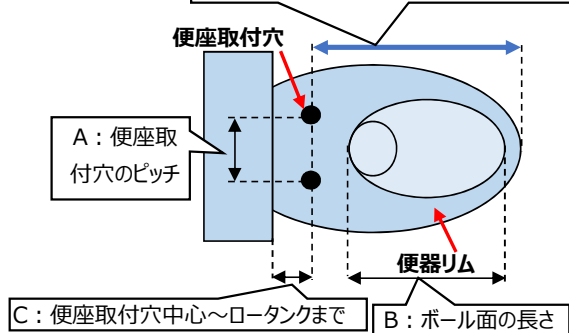 便座取付穴
A：便座取
付穴のピッチ
便器リム
C：便座取付穴中心～ロータンクまで
B：ボール面の長さ